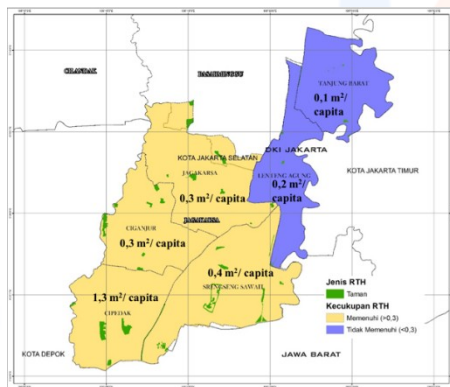 CILANDAK
PASARMINGGU
TANJUNG BARAT
0,1 m²/
capita
DKI JAKARTA
KOTA JAKARTA SELATAN
KOTA JAKARTA TIMUR
JAGAKARSA
LENTENG AGUNG
0,2 m²/
capita
0,3 m²/ capita
JAGAKARSA
CIGANJUR
0,3 m²/ capita
0,4 m²/ capita
SRENGSENG SAWAH
1,3 m²/ capita
CIPEDAK
KOTA DEPOK
JAWA BARAT
Jenis RTH
Taman
Kecukupan RTH
Memenuhi (>0.3)
Tidak Memenuhi (<0,3)